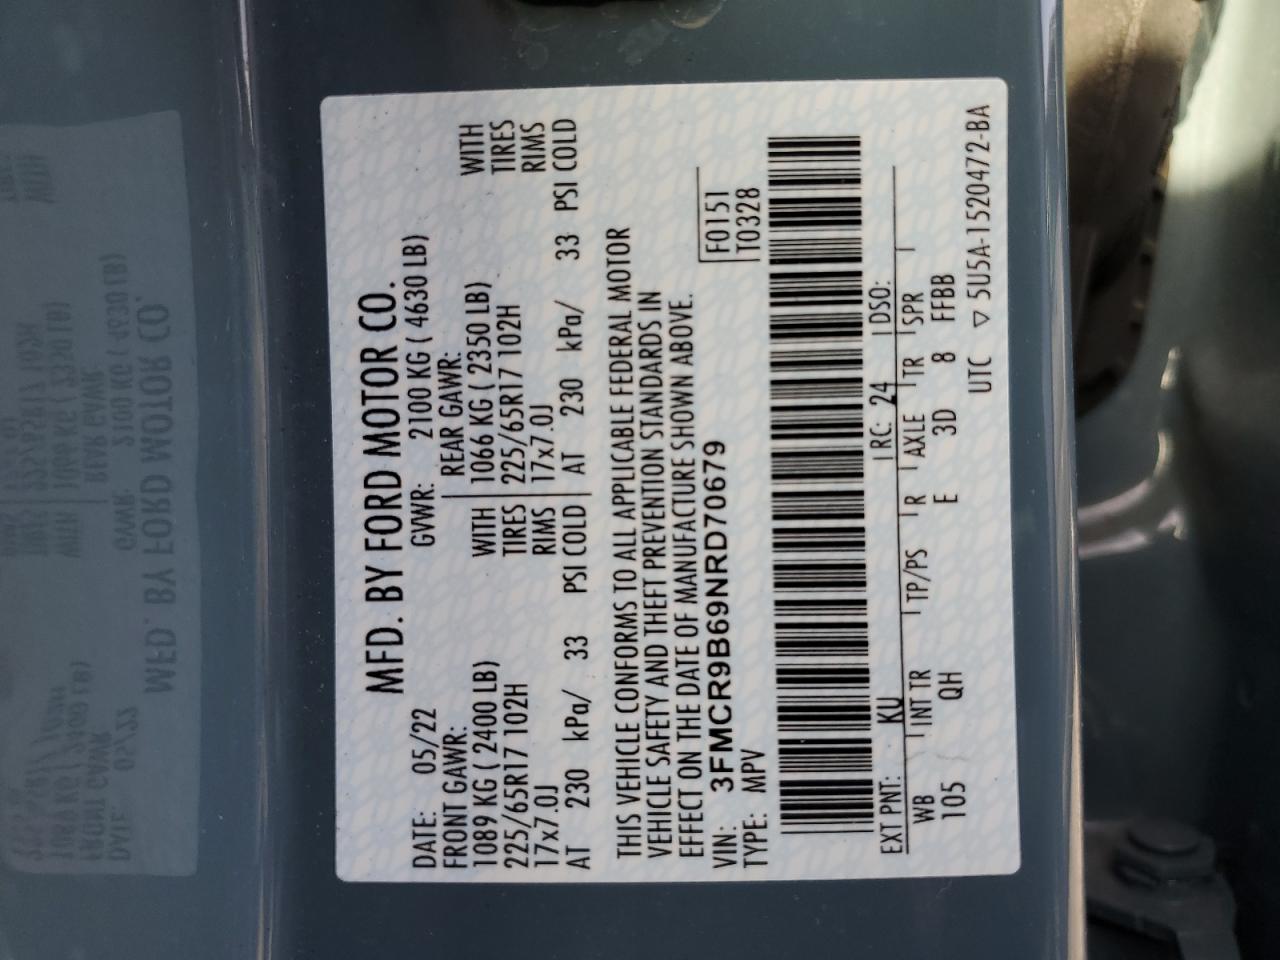 MFD. BY FORD MOTOR CO.
DATE: 05/22 GVWR: 2100 KG ( 4630 LB)
FRONT GAWR: REAR GAWR:
1089 KG ( 2400 LB) WITH 1066 KG ( 2350 LB) WITH
225/65R17 102H TIRES 225/65R17 102H TIRES
17x7.0J RIMS 17x7.0J RIMS
AT 230 kPa/ 33 PSI COLD AT 230 kPa/ 33 PSI COLD
THIS VEHICLE CONFORMS TO ALL APPLICABLE FEDERAL MOTOR
VEHICLE SAFETY AND THEFT PREVENTION STANDARDS IN
EFFECT ON THE DATE OF MANUFACTURE SHOWN ABOVE.
VIN: 3FMCR9B69NRD70679 F0151
TYPE: MPV T0328
EXT PNT: KU RC: 24 DSO:
WB INT TR TP/PS R AXLE TR SPR
105 QH E 3D 8 FFBB
UTC ▽ 5U5A-1520472-BA